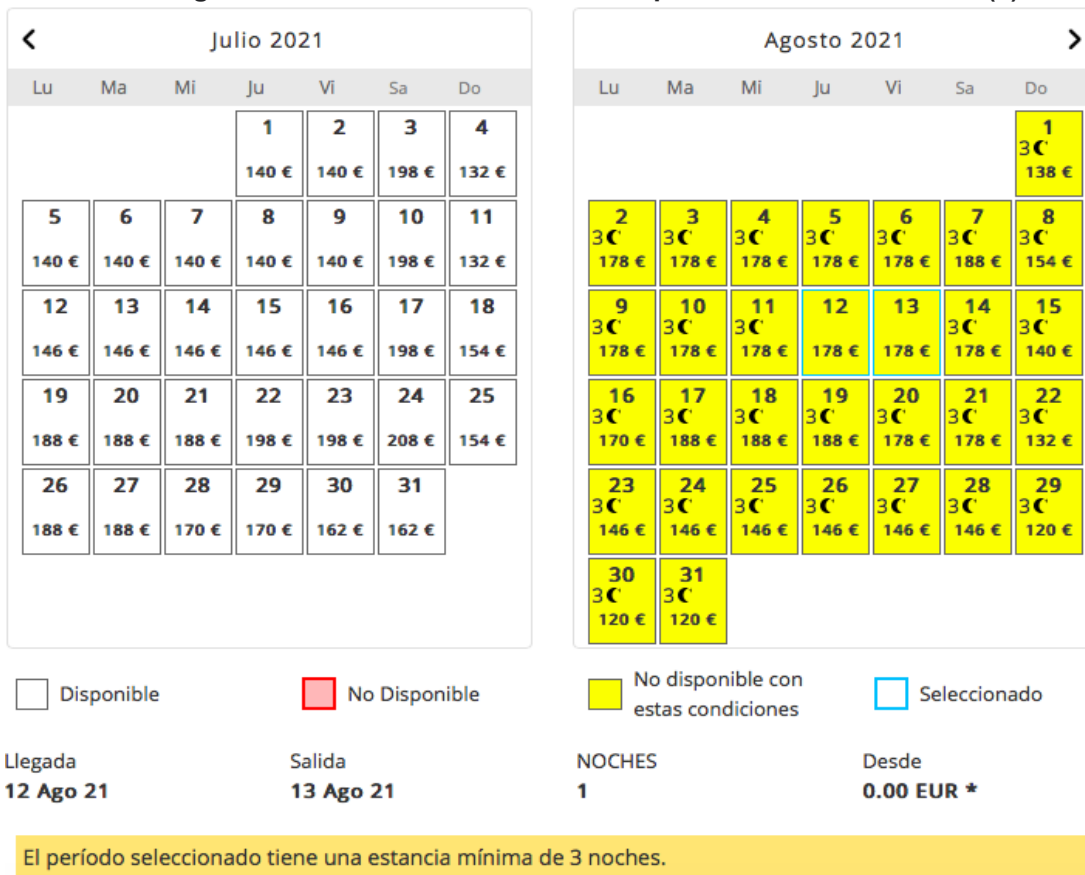 Julio 2021
Lu Ma Mi Ju Vi Sa Do
1 2 3 4
140 € 140 € 198 € 132 €
5 6 7 8 9 10 11
140 € 140 € 140 € 140 € 140 € 198 € 132 €
12 13 14 15 16 17 18
146 € 146 € 146 € 146 € 146 € 198 € 154 €
19 20 21 22 23 24 25
188 € 188 € 188 € 198 € 198 € 208 € 154 €
26 27 28 29 30 31
188 € 188 € 170 € 170 € 162 € 162 €
Agosto 2021
Lu Ma Mi Ju Vi Sa Do
1
3
138 €
2 3 4 5 6 7 8
3 3 3 3 3 3 3
178 € 178 € 178 € 178 € 178 € 188 € 154 €
9 10 11 12 13 14 15
3 3 3 3 3
178 € 178 € 178 € 178 € 178 € 178 € 140 €
16 17 18 19 20 21 22
3 3 3 3 3 3 3
170 € 188 € 188 € 188 € 178 € 178 € 132 €
23 24 25 26 27 28 29
3 3 3 3 3 3 3
146 € 146 € 146 € 146 € 146 € 146 € 120 €
30 31
3 3
120 € 120 €
Disponible
No Disponible
No disponible con
estas condiciones
Seleccionado
Llegada Salida NOCHES Desde
12 Ago 21 13 Ago 21 1 0.00 EUR *
El período seleccionado tiene una estancia mínima de 3 noches.